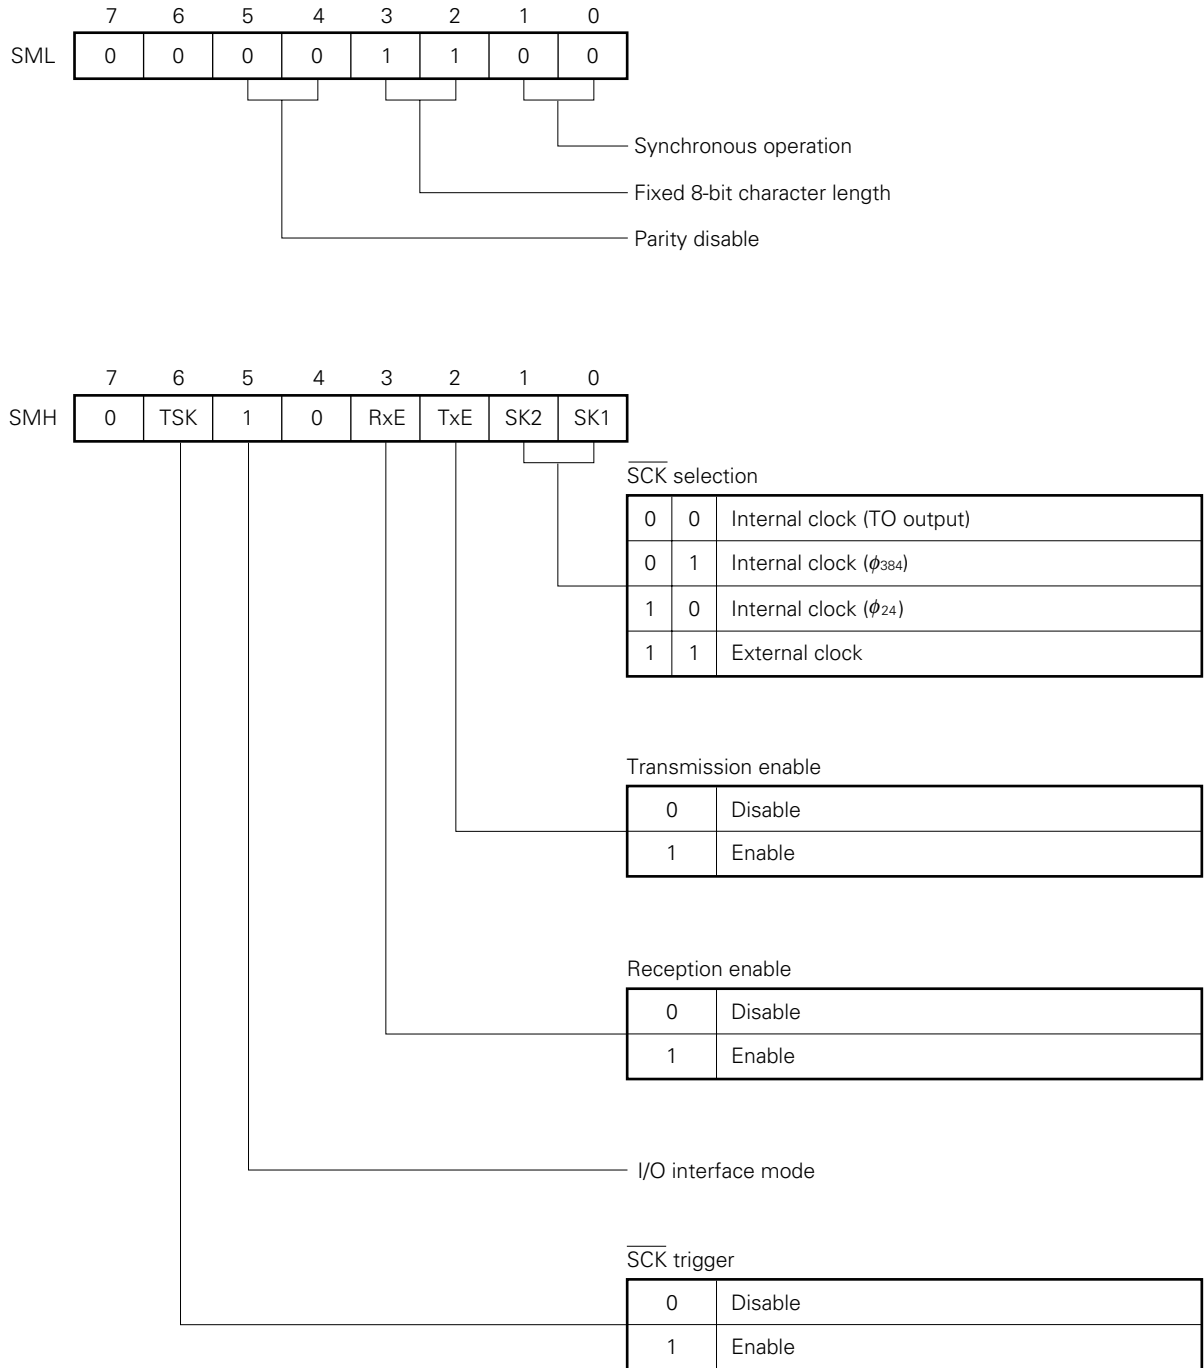 7 6 5 4 3 2 1 0
SML 0 0 0 0 1 1 0 0
Synchronous operation
Fixed 8-bit character length
Parity disable
7 6 5 4 3 2 1 0
SMH 0 TSK 1 0 RxE TxE SK2 SK1
S̅C̅K̅ selection
0 0 Internal clock (TO output)
0 1 Internal clock (ϕ384)
1 0 Internal clock (ϕ24)
1 1 External clock
Transmission enable
0 Disable
1 Enable
Reception enable
0 Disable
1 Enable
I/O interface mode
S̅C̅K̅ trigger
0 Disable
1 Enable